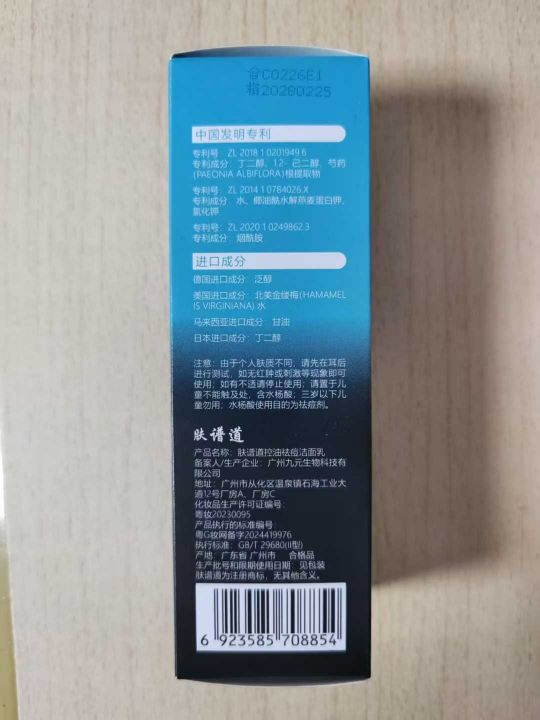 合C0226E1
限20280225
中国发明专利
专利号 ZL 2018 1 0201949.6
专利成分：丁二醇、1,2- 己二醇、芍药
(PAEONIA ALBIFLORA)根提取物
专利号 ZL 2014 1 0784026.X
专利成分：水、椰油酰水解燕麦蛋白钾、
氯化钾
专利号：ZL 2020 1 0249862.3
专利成分：烟酰胺
进口成分
德国进口成分：泛醇
美国进口成分：北美金缕梅(HAMAMEL
IS VIRGINIANA) 水
马来西亚进口成分：甘油
日本进口成分：丁二醇
注意：由于个人肤质不同，请先在耳后
进行测试，如无红肿或刺激等现象即可
使用；如有不适请停止使用；请置于儿
童不能触及处，含水杨酸，三岁以下儿
童勿用；水杨酸使用目的为祛痘剂。
肤谱道
产品名称：肤谱道控油祛痘洁面乳
备案人/生产企业：广州九元生物科技有
限公司
地址：广州市从化区温泉镇石海工业大
道12号厂房A、厂房C
化妆品生产许可证编号：
粤妆20230095
产品执行的标准编号：
粤G妆网备字2024419976
执行标准：GB/T 29680(II型)
产地：广东省 广州市 合格品
生产批号和限期使用日期：见包装
肤谱道为注册商标，无其他含义。
6 923585 708854